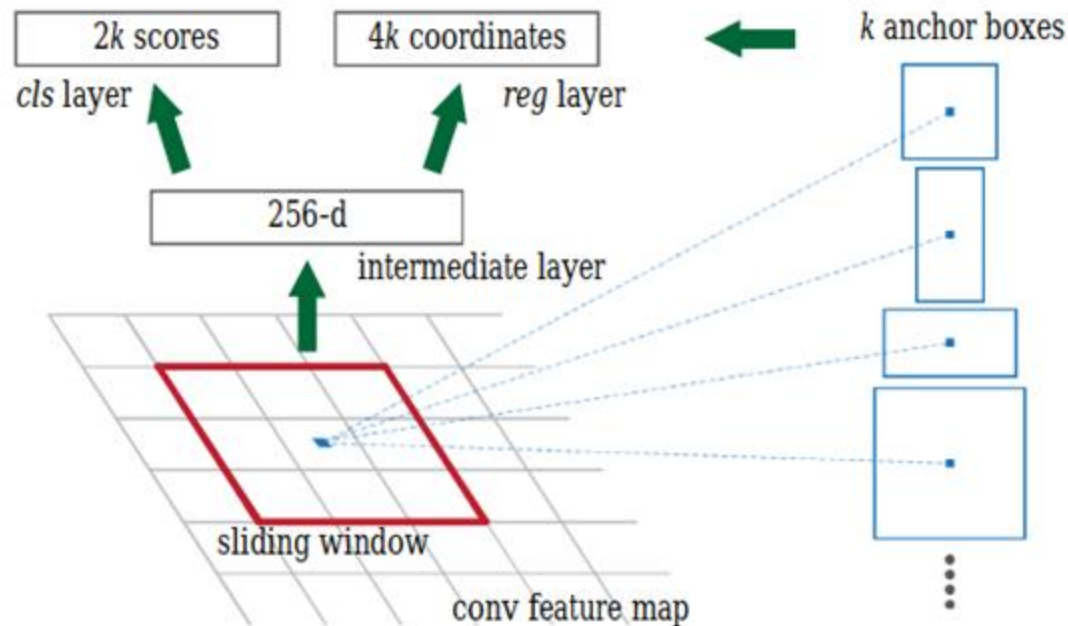 2k scores
4k coordinates
k anchor boxes
cls layer
reg layer
256-d
intermediate layer
sliding window
conv feature map